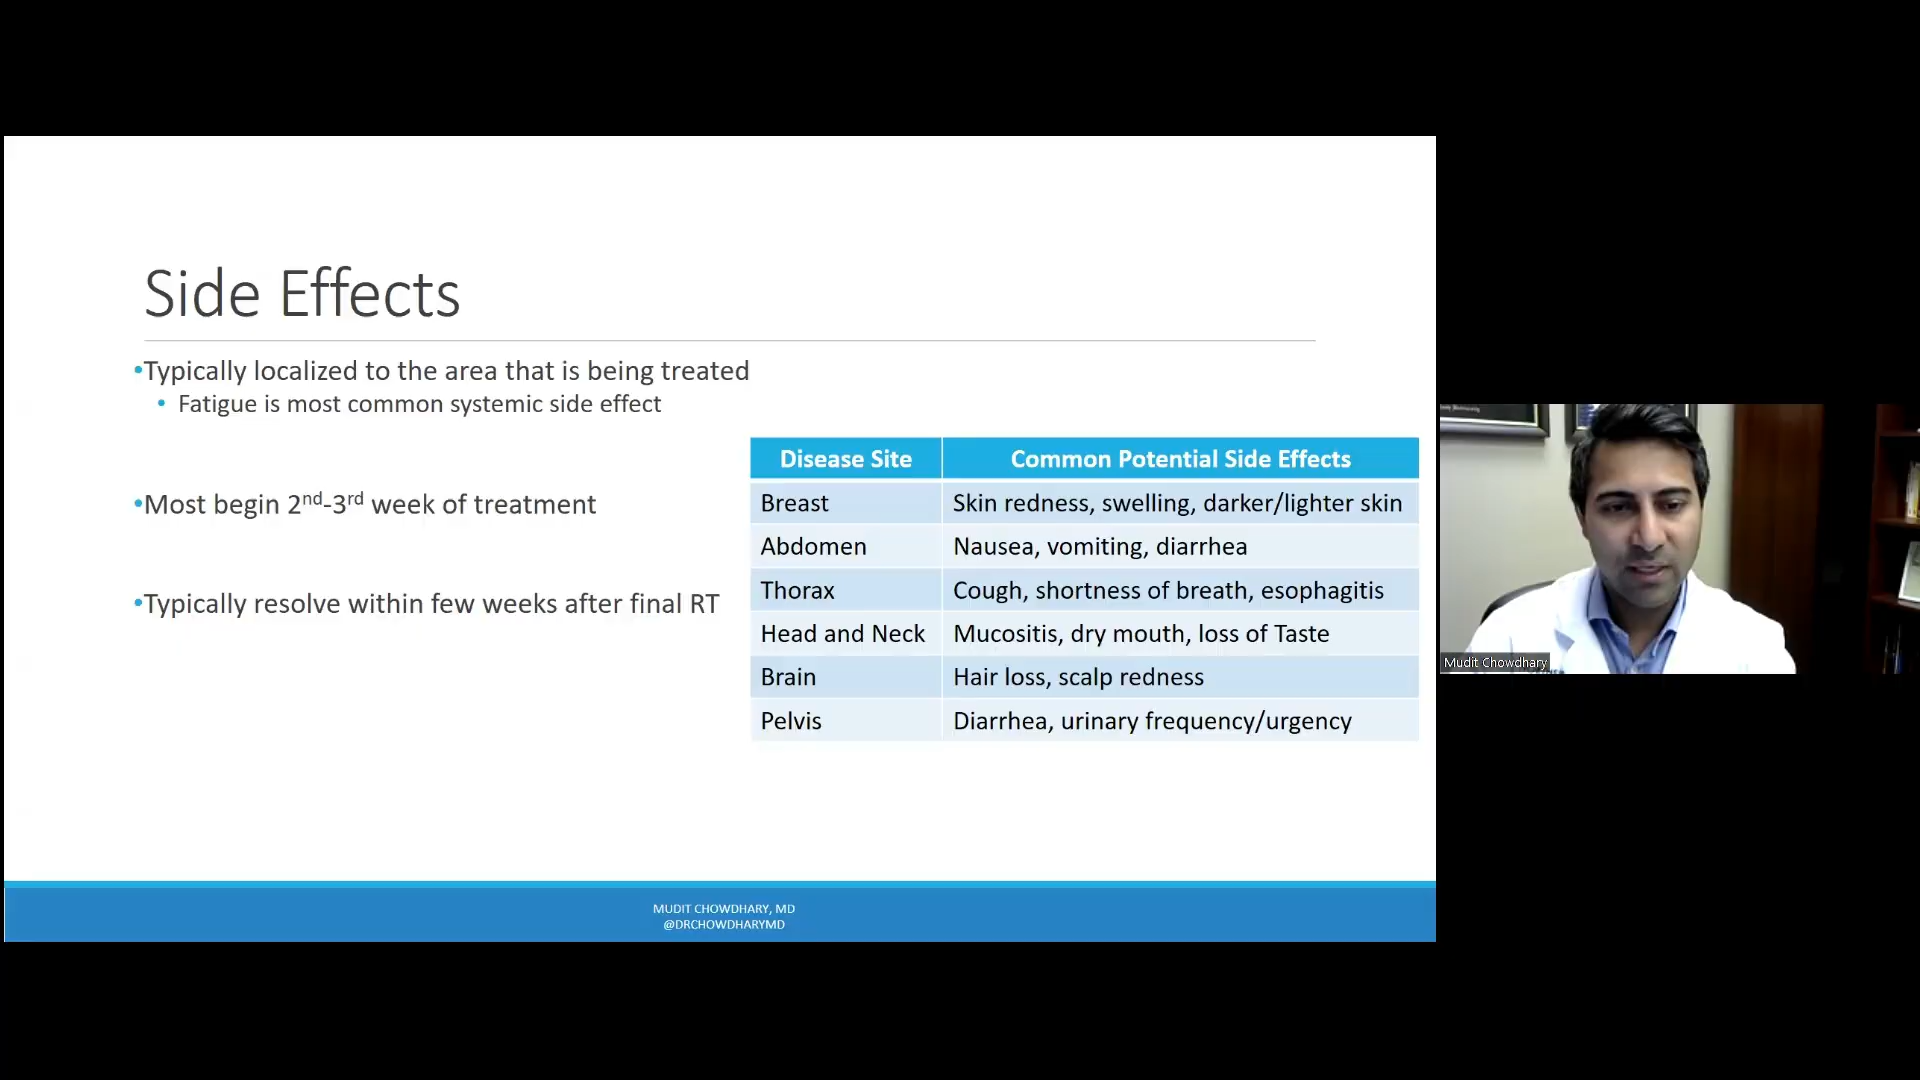 Side Effects
•Typically localized to the area that is being treated
• Fatigue is most common systemic side effect
•Most begin 2nd-3rd week of treatment
•Typically resolve within few weeks after final RT
Disease Site Common Potential Side Effects
Breast Skin redness, swelling, darker/lighter skin
Abdomen Nausea, vomiting, diarrhea
Thorax Cough, shortness of breath, esophagitis
Head and Neck Mucositis, dry mouth, loss of Taste
Brain Hair loss, scalp redness
Pelvis Diarrhea, urinary frequency/urgency
MUDIT CHOWDHARY, MD
@DRCHOWDHARYMD
Mudit Chowdhary